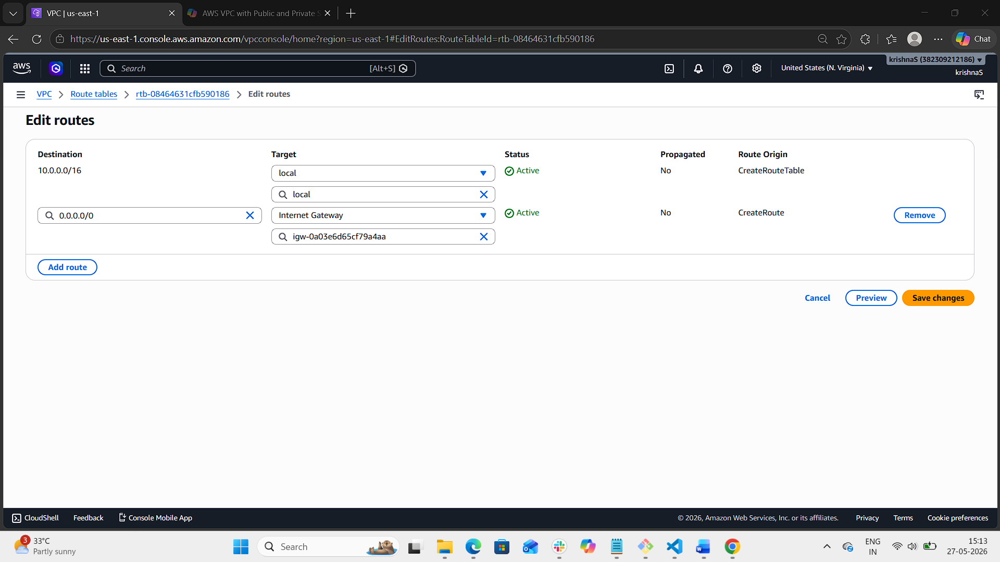 VPC | us-east-1
AWS VPC with Public and Private S
https://us-east-1.console.aws.amazon.com/vpcconsole/home?region=us-east-1#EditRoutes:RouteTableId=rtb-08464631cfb590186
Chat
aws
Search
[Alt+S]
United States (N. Virginia)
krishnaS (382309212186)
krishnaS
VPC
Route tables
rtb-08464631cfb590186
Edit routes
Edit routes
Destination Target Status Propagated Route Origin
10.0.0.0/16 local Active No CreateRouteTable
local
0.0.0.0/0 Internet Gateway Active No CreateRoute Remove
igw-0a03e6d65cf79a4aa
Add route
Cancel Preview Save changes
CloudShell Feedback Console Mobile App © 2026, Amazon Web Services, Inc. or its affiliates. Privacy Terms Cookie preferences
3
33°C
Partly sunny
Search
ENG
IN
15:13
27-05-2026